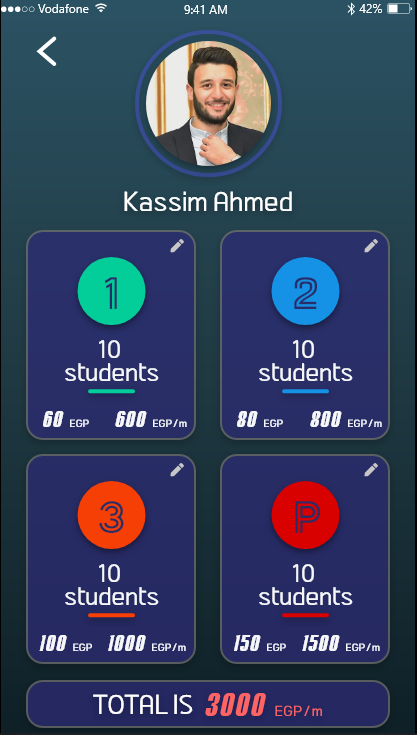 Vodafone 9:41 AM 42%
Kassim Ahmed
1
10
students
60 EGP 600 EGP/m
2
10
students
80 EGP 800 EGP/m
3
10
students
100 EGP 1000 EGP/m
P
10
students
150 EGP 1500 EGP/m
TOTAL IS 3000 EGP/m